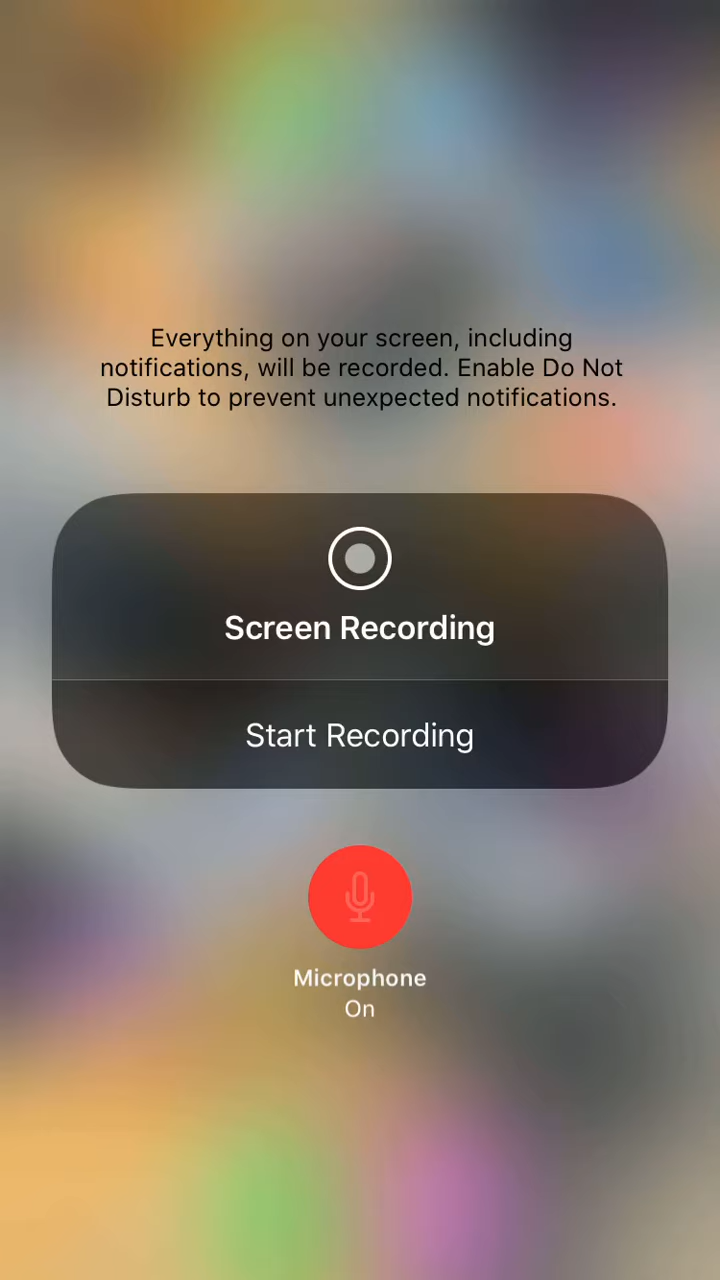 Everything on your screen, including
notifications, will be recorded. Enable Do Not
Disturb to prevent unexpected notifications.
Screen Recording
Start Recording
Microphone
On